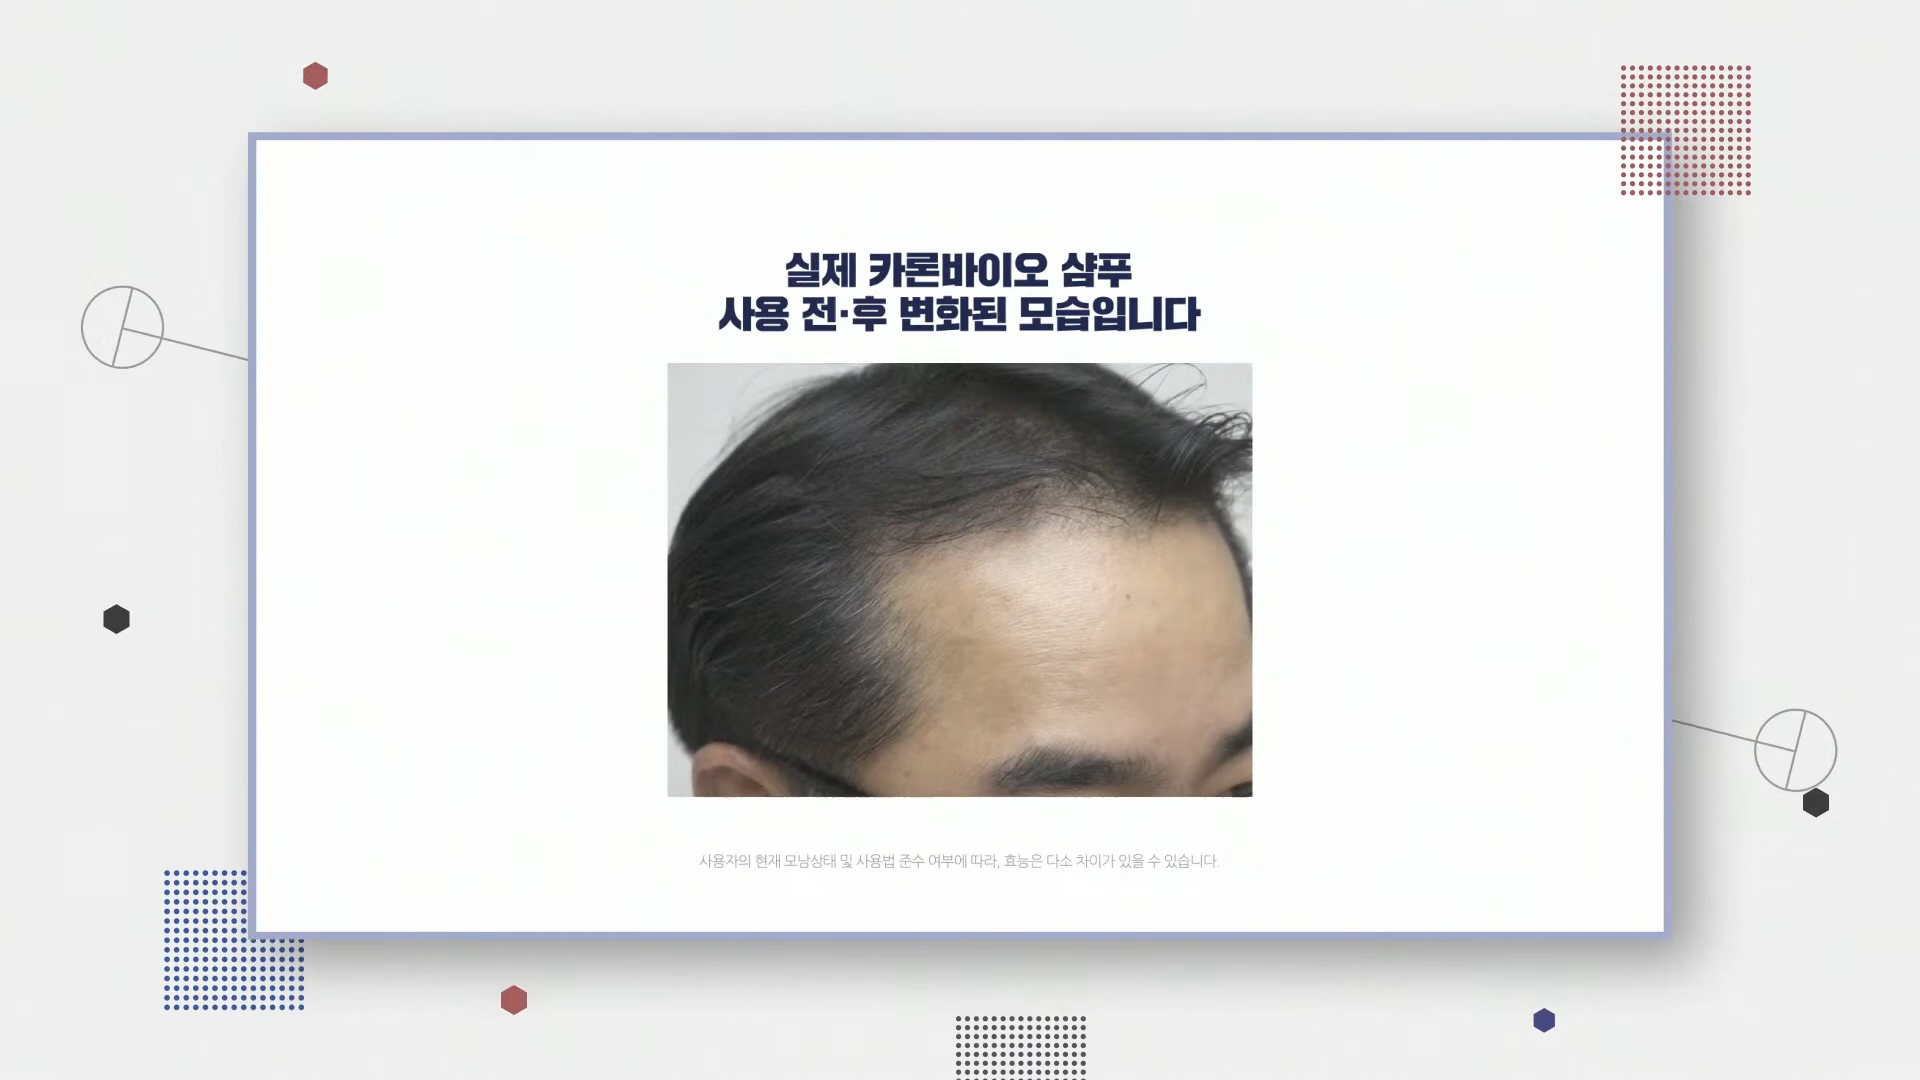 실제 카론바이오 샴푸
사용 전·후 변화된 모습입니다
사용자의 현재 모낭상태 및 사용법 준수 여부에 따라, 효능은 다소 차이가 있을 수 있습니다.